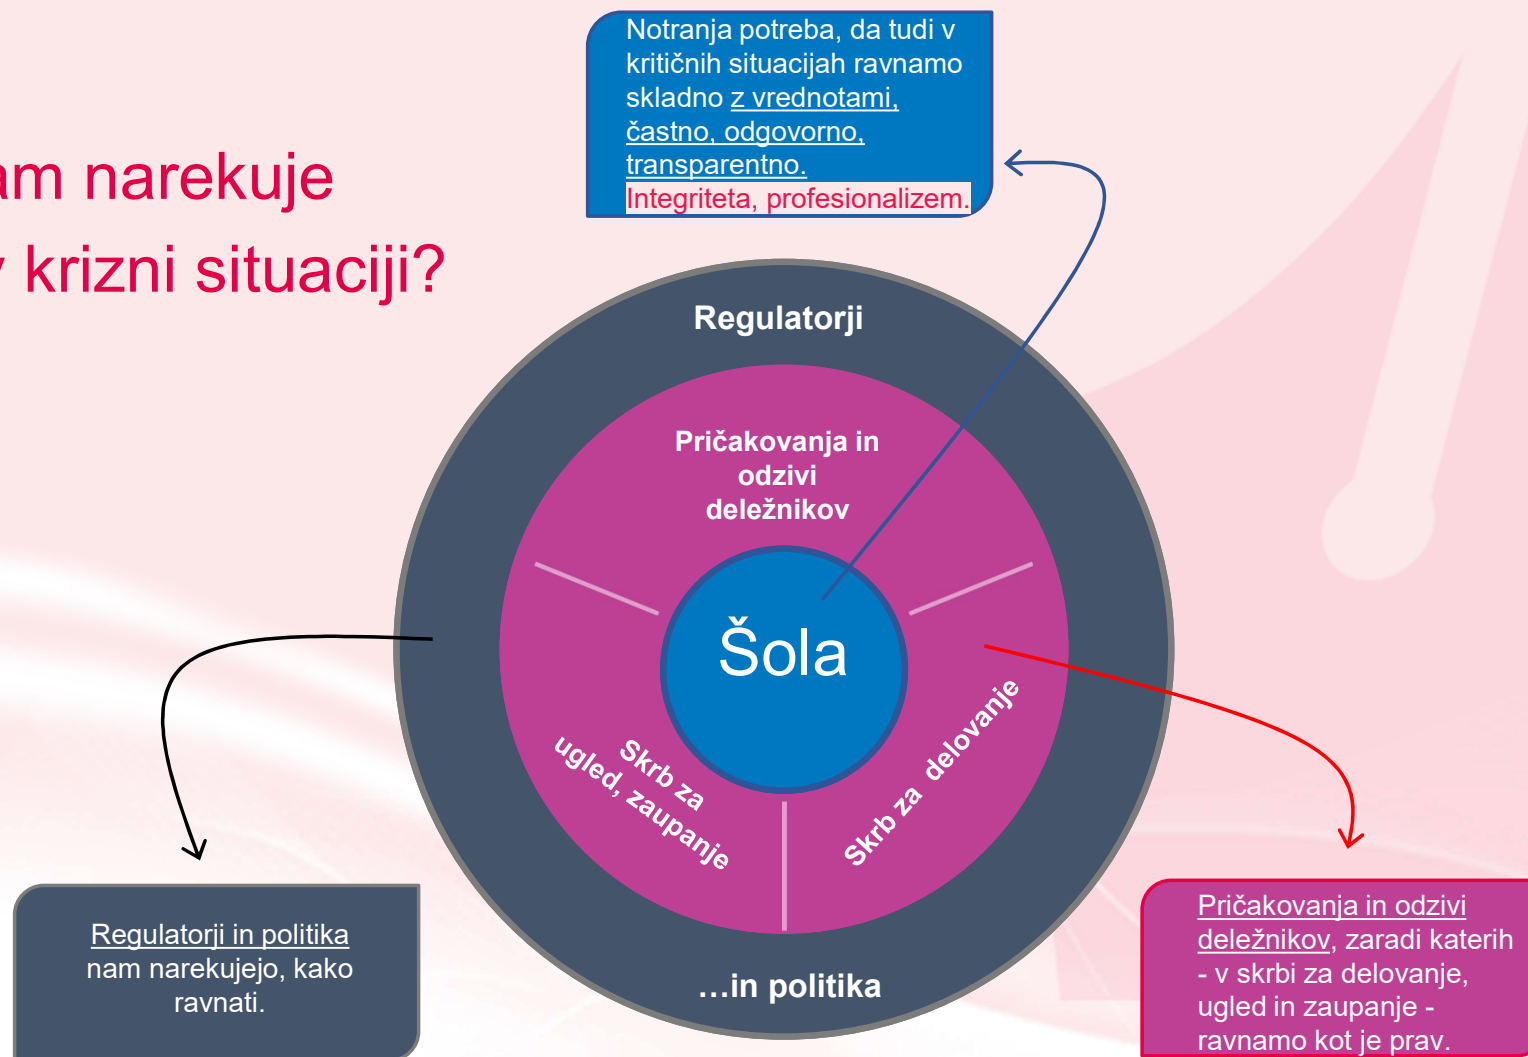 am narekuje
v krizni situaciji?
Notranja potreba, da tudi v
kritičnih situacijah ravnamo
skladno z vrednotami,
častno, odgovorno,
transparentno.
Integriteta, profesionalizem.
Regulatorji
Pričakovanja in
odzivi
deležnikov
Šola
Skrb za
ugled, zaupanje
Skrb za delovanje
…in politika
Regulatorji in politika
nam narekujejo, kako
ravnati.
Pričakovanja in odzivi
deležnikov, zaradi katerih
- v skrbi za delovanje,
ugled in zaupanje -
ravnamo kot je prav.